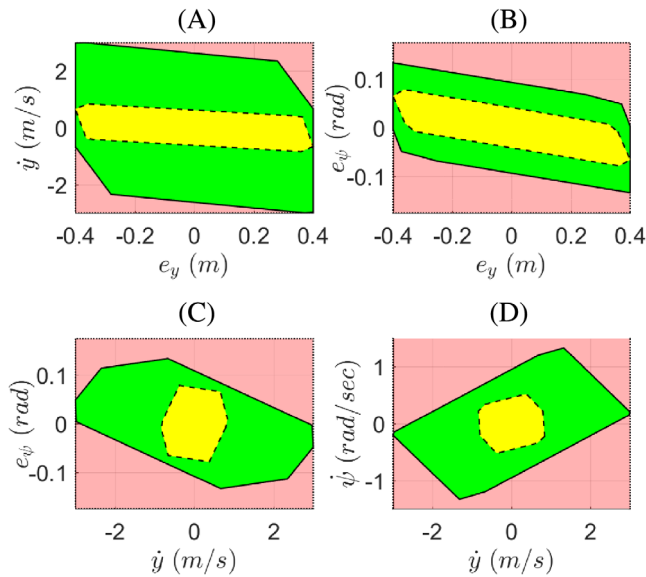 (A) (B)
2
0
-2
ẏ (m/s)
-0.4 -0.2 0 0.2 0.4
e_y (m)
0.1
0
-0.1
e_ψ (rad)
-0.4 -0.2 0 0.2 0.4
e_y (m)
(C) (D)
0.1
0
-0.1
e_ψ (rad)
-2 0 2
ẏ (m/s)
1
0
-1
ψ̇ (rad/sec)
-2 0 2
ẏ (m/s)